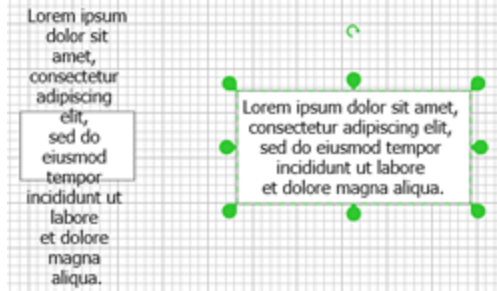 Lorem ipsum
dolor sit
amet,
consectetur
adipiscing
elit,
sed do
eiusmod
tempor
incididunt ut
labore
et dolore
magna
aliqua.
Lorem ipsum dolor sit amet,
consectetur adipiscing elit,
sed do eiusmod tempor
incididunt ut labore
et dolore magna aliqua.